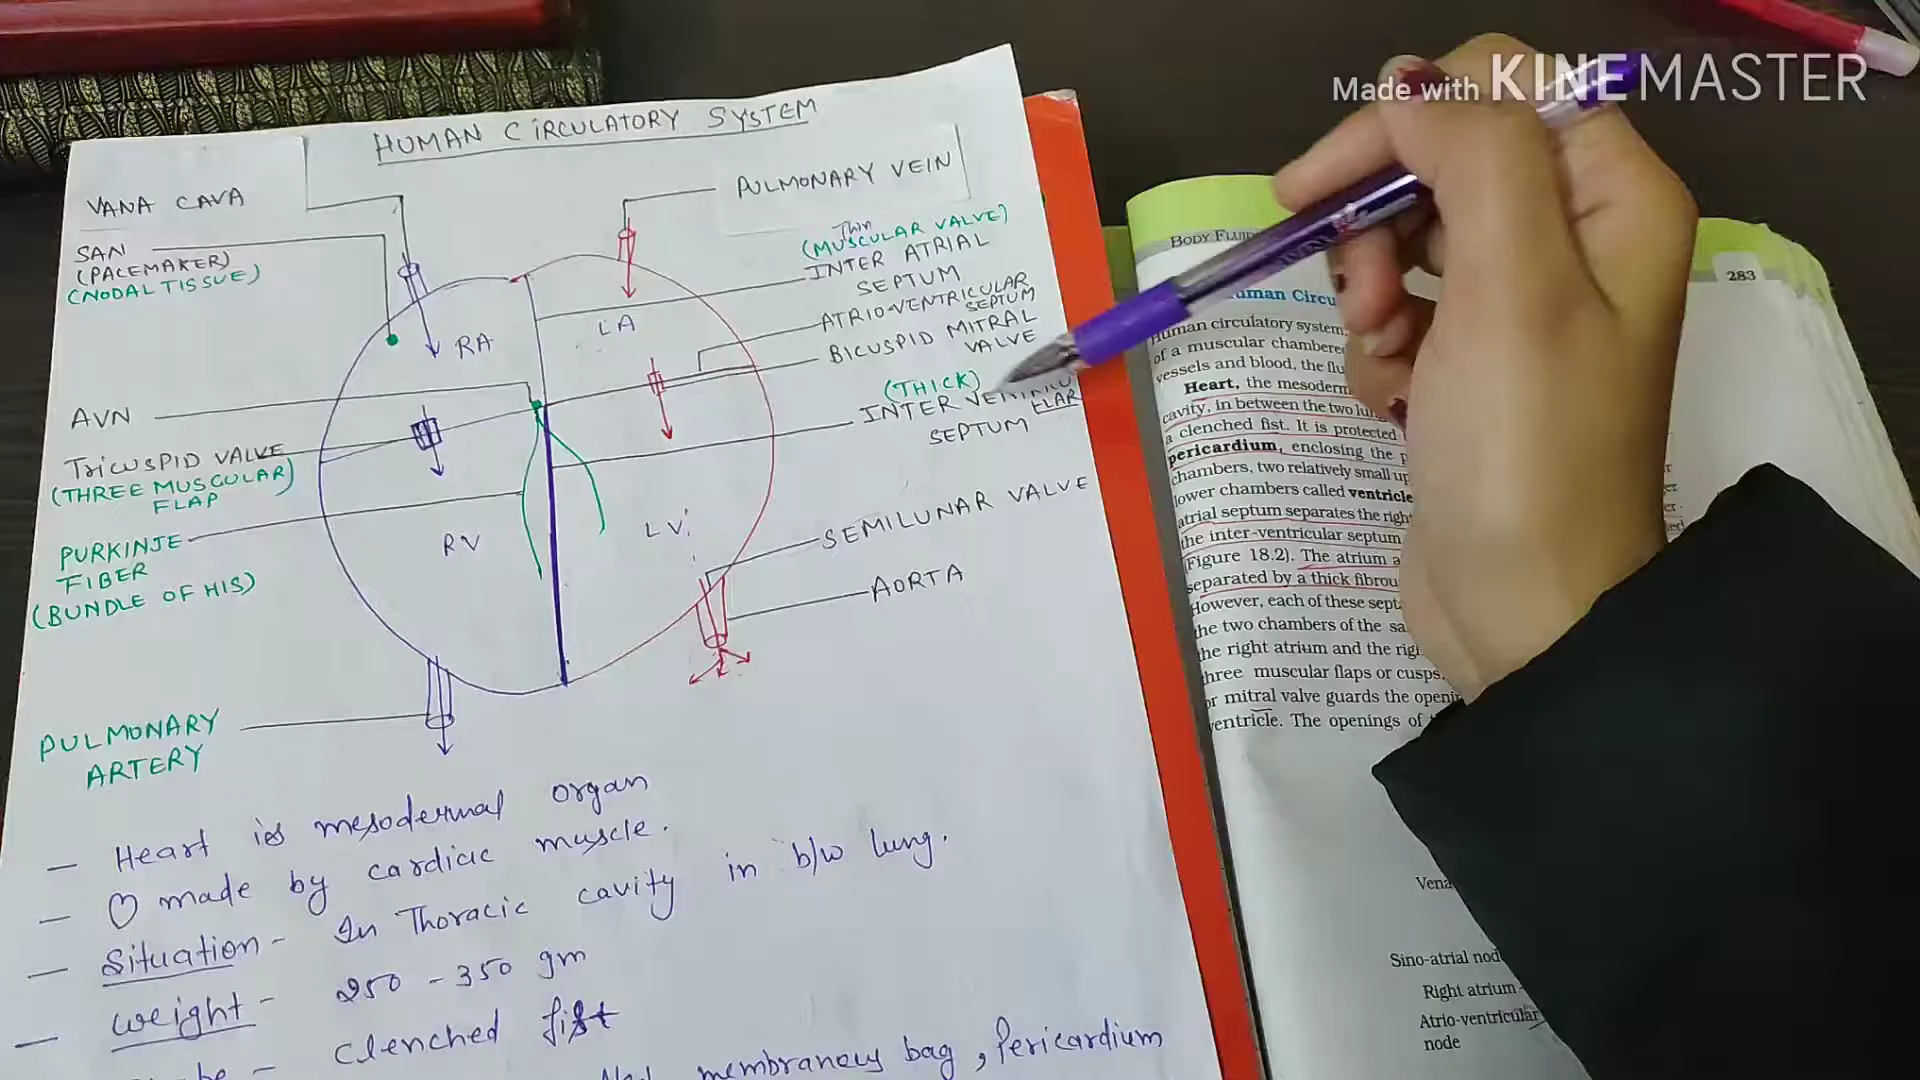 Made with KINEMASTER
HUMAN CIRCULATORY SYSTEM
VANA CAVA
SAN
(PACEMAKER)
(NODAL TISSUE)
RA
AVN
TRICUSPID VALVE
(THREE MUSCULAR)
FLAP
PURKINJE
FIBER
(BUNDLE OF HIS)
RV
PULMONARY
ARTERY
PULMONARY VEIN
Thin
(MUSCULAR VALVE)
INTER ATRIAL
SEPTUM
LA
ATRIO-VENTRICULAR
SEPTUM
BICUSPID MITRAL
VALVE
(THICK)
INTER
SEPTUM
LV
SEMILUNAR VALVE
AORTA
- Heart is mesodermal organ
- made by cardiac muscle.
- Situation - In Thoracic cavity in b/w lung.
- Weight - 250 - 350 gm
- clenched fist
membraneus bag, Pericardium
BODY FLUID
283
Human Circu
Human circulatory system,
of a muscular chambere
vessels and blood, the flu
Heart, the mesoderm
cavity, in between the two lu
a clenched fist. It is protected
pericardium, enclosing the p
chambers, two relatively small up
lower chambers called ventricle
atrial septum separates the right
the inter-ventricular septum
(Figure 18.2). The atrium a
separated by a thick fibrou
However, each of these sept
the two chambers of the sa
the right atrium and the rig
three muscular flaps or cusps,
or mitral valve guards the openi
ventricle. The openings of
Vena
Sino-atrial nod
Right atrium
Atrio-ventricular
node